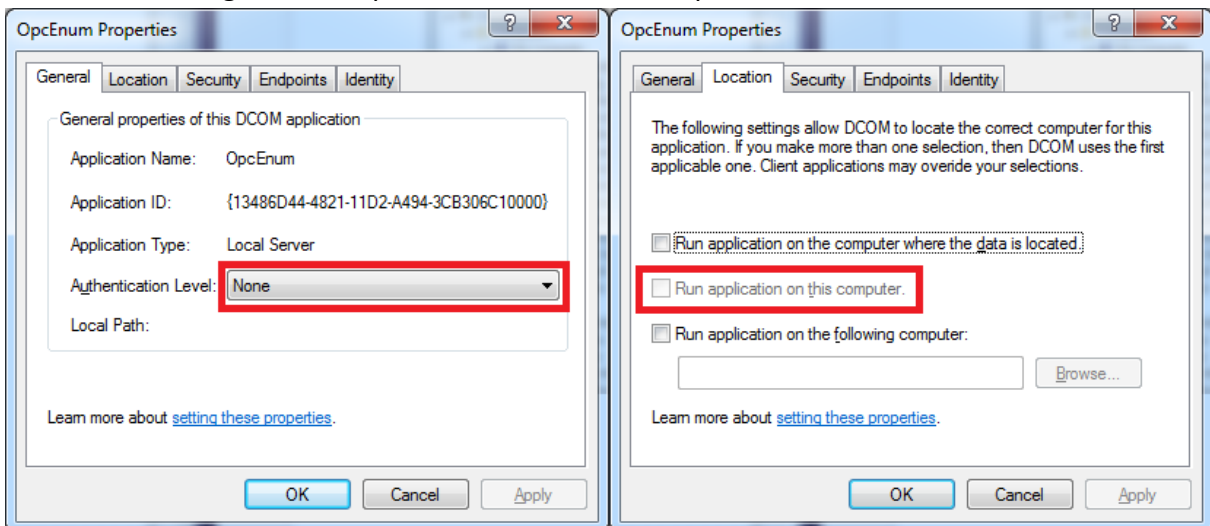 OpcEnum Properties
General Location Security Endpoints Identity
General properties of this DCOM application
Application Name: OpcEnum
Application ID: {13486D44-4821-11D2-A494-3CB306C10000}
Application Type: Local Server
Authentication Level: None
Local Path:
Learn more about setting these properties.
OK Cancel Apply
OpcEnum Properties
General Location Security Endpoints Identity
The following settings allow DCOM to locate the correct computer for this
application. If you make more than one selection, then DCOM uses the first
applicable one. Client applications may overide your selections.
Run application on the computer where the data is located.
Run application on this computer.
Run application on the following computer:
Browse...
Learn more about setting these properties.
OK Cancel Apply